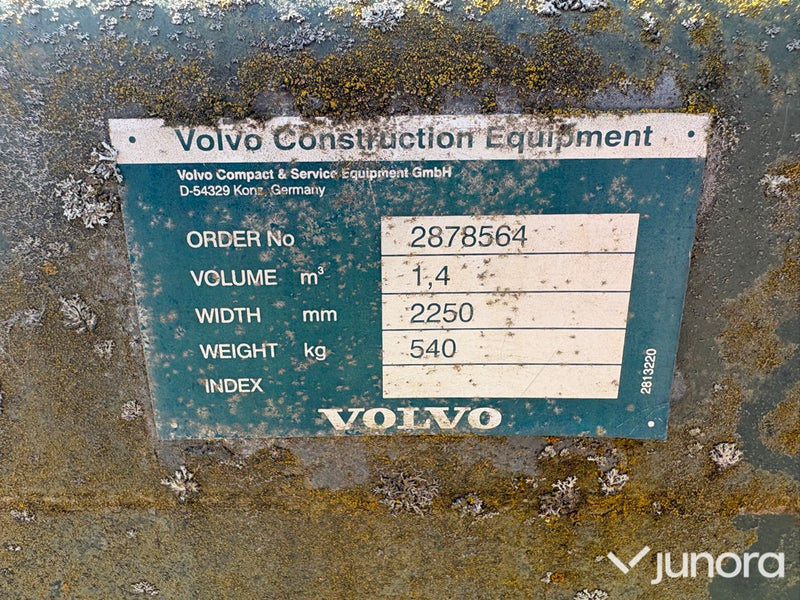 Volvo Construction Equipment
Volvo Compact & Service Equipment GmbH
D-54329 Konz, Germany
ORDER No 2878564
VOLUME m³ 1,4
WIDTH mm 2250
WEIGHT kg 540
INDEX
2813220
VOLVO
junora